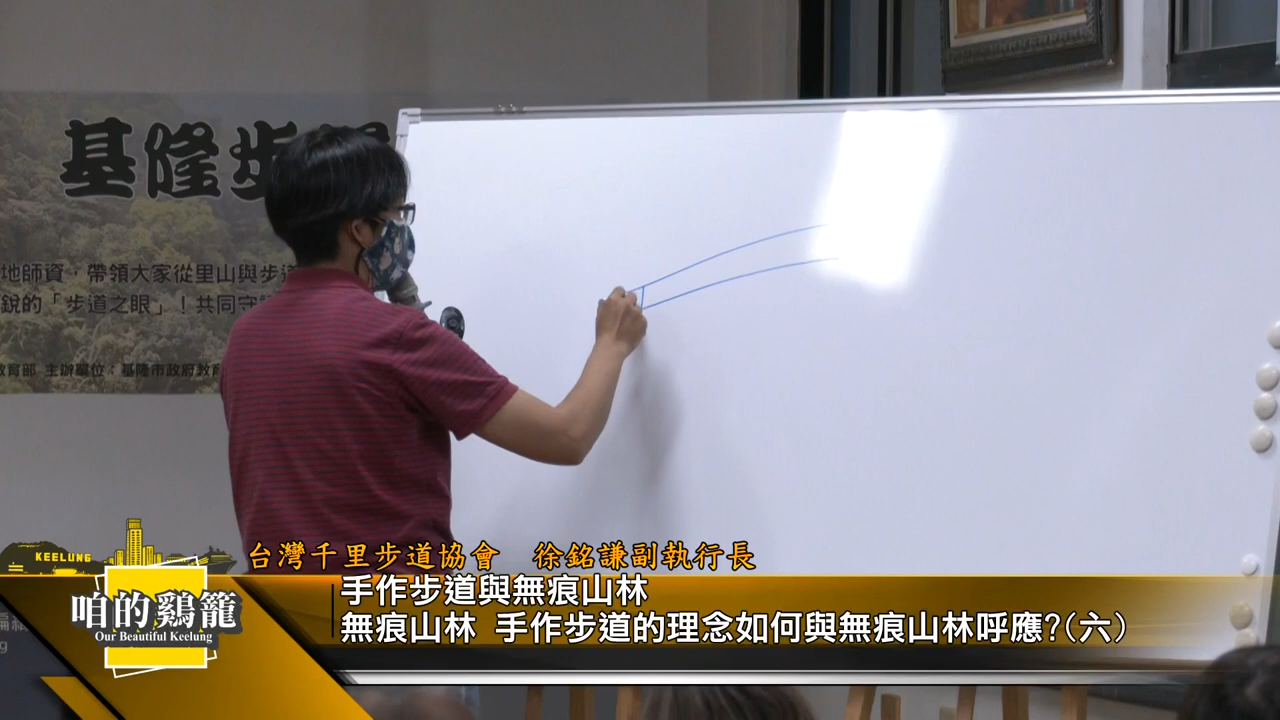 基隆步
地師資，帶領大家從里山與步道
銳的「步道之眼」！共同守
教育部 主辦單位：基隆市政府教育
KEELUNG
台灣千里步道協會 徐銘謙副執行長
手作步道與無痕山林
咱的鷄籠
Our Beautiful Keelung
無痕山林 手作步道的理念如何與無痕山林呼應?(六)